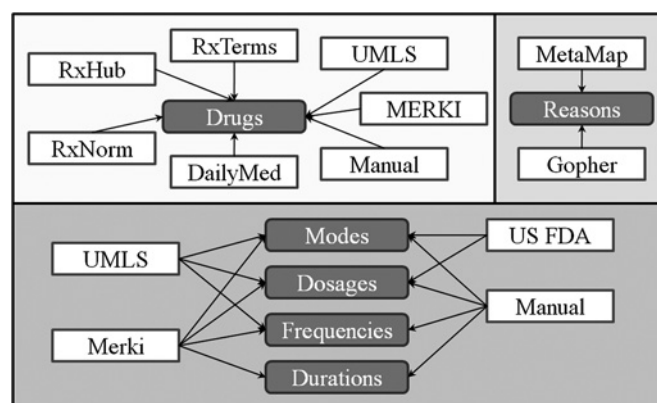 RxTerms
UMLS
RxHub
MERKI
Drugs
RxNorm
DailyMed
Manual
MetaMap
Reasons
Gopher
Modes
US FDA
UMLS
Dosages
Manual
Frequencies
Merki
Durations